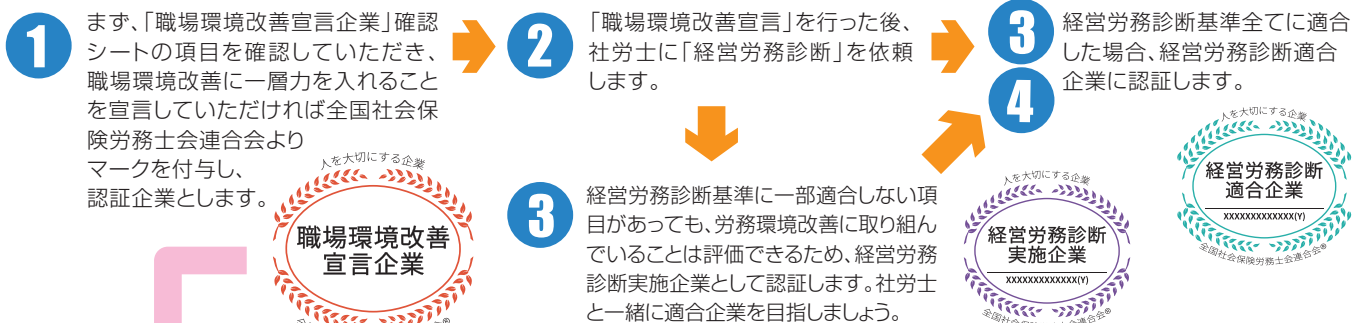 1
まず、「職場環境改善宣言企業」確認
シートの項目を確認していただき、
職場環境改善に一層力を入れること
を宣言していただければ全国社会保
険労務士会連合会より
マークを付与し、
認証企業とします。
人を大切にする企業
職場環境改善
宣言企業
2
「職場環境改善宣言」を行った後、
社労士に「経営労務診断」を依頼
します。
3
経営労務診断基準に一部適合しない項
目があっても、労務環境改善に取り組ん
でいることは評価できるため、経営労務
診断実施企業として認証します。社労士
と一緒に適合企業を目指しましょう。
人を大切にする企業
経営労務診断
実施企業
XXXXXXXXXXXXX(Y)
3
4
経営労務診断基準全てに適合
した場合、経営労務診断適合
企業に認証します。
人を大切にする企業
経営労務診断
適合企業
XXXXXXXXXXXXX(Y)
全国社会保険労務士会連合会®